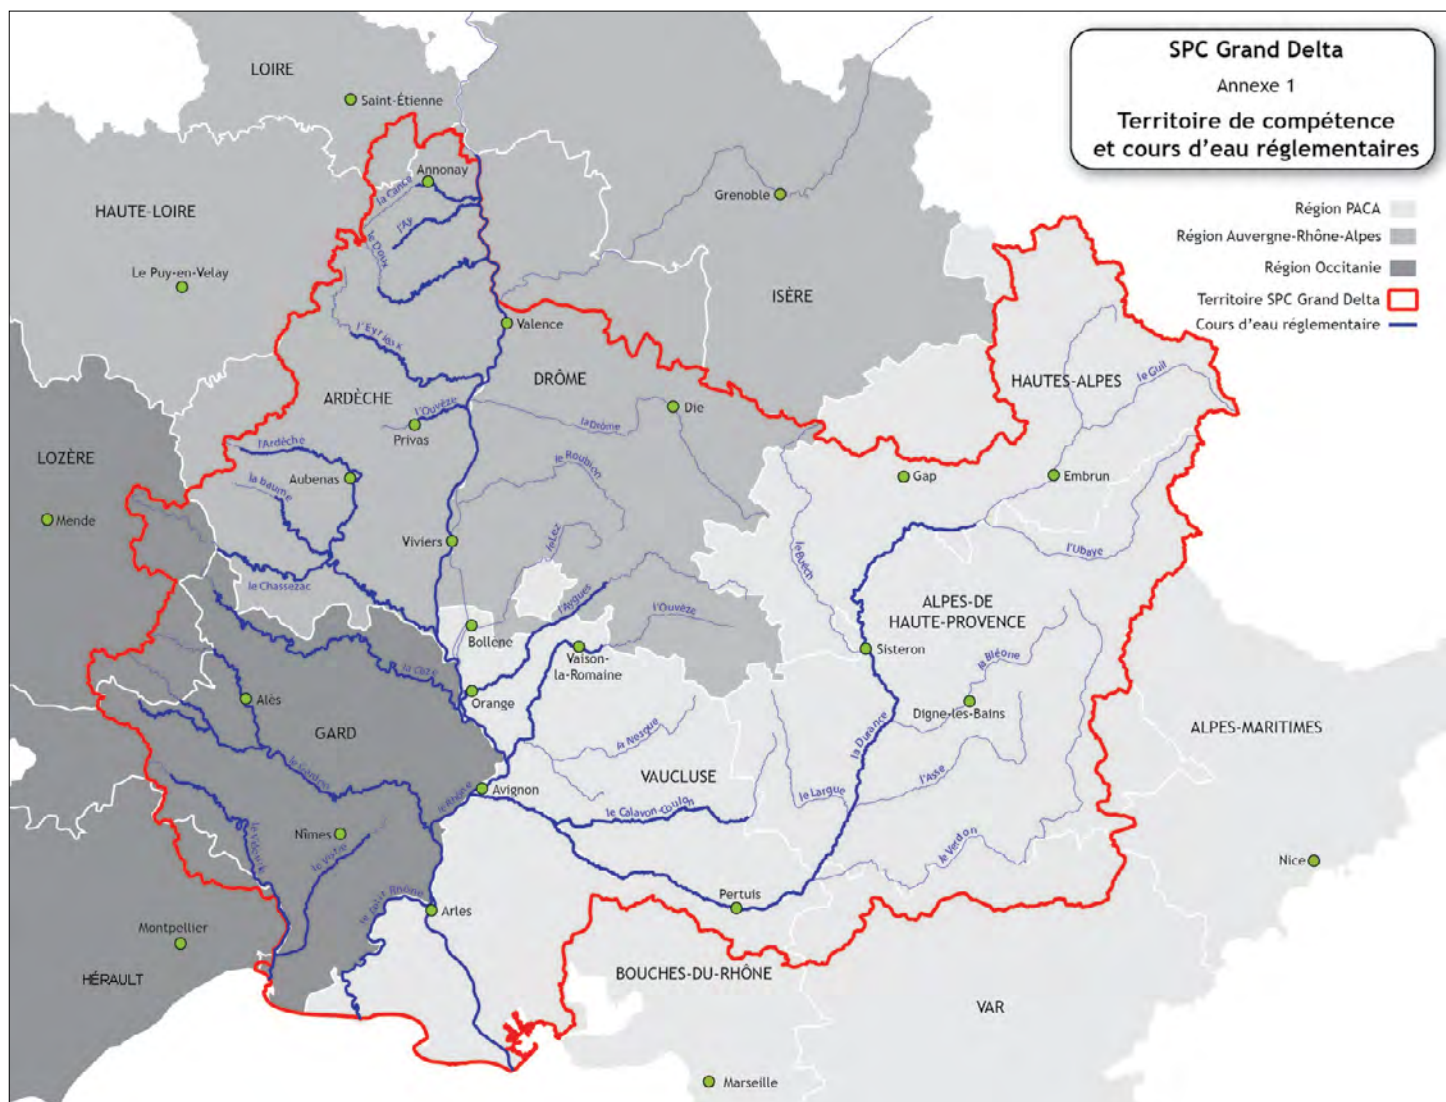 SPC Grand Delta
Annexe 1
Territoire de compétence
et cours d'eau réglementaires
Région PACA
Région Auvergne-Rhône-Alpes
Région Occitanie
Territoire SPC Grand Delta
Cours d'eau réglementaire
LOIRE
Saint-Étienne
Annonay
la Cance
l'Ay
le Doux
Grenoble
HAUTE-LOIRE
Le Puy-en-Velay
ISÈRE
Valence
l'Eyrieux
DRÔME
HAUTES-ALPES
le Guil
ARDÈCHE
l'Ouvèze
Privas
la Drôme
Die
l'Ardèche
LOZÈRE
Aubenas
la baume
le Roubion
Gap
Embrun
Mende
Viviers
le Lez
le Buëch
l'Ubaye
le Chassezac
l'Aygues
l'Ouvèze
ALPES-DE
HAUTE-PROVENCE
Bollene
Vaison-
la-Romaine
Sisteron
la Bléone
la Cèze
Orange
Alès
Digne-les-Bains
GARD
la Nesque
la Durance
ALPES-MARITIMES
le Gardon
VAUCLUSE
l'Asse
Avignon
le Rhône
le Calavon-Coulon
le Largue
Nîmes
le Vidourle
le Vistre
le Verdon
Nice
le petit Rhône
Arles
Pertuis
Montpellier
HÉRAULT
BOUCHES-DU-RHÔNE
VAR
Marseille